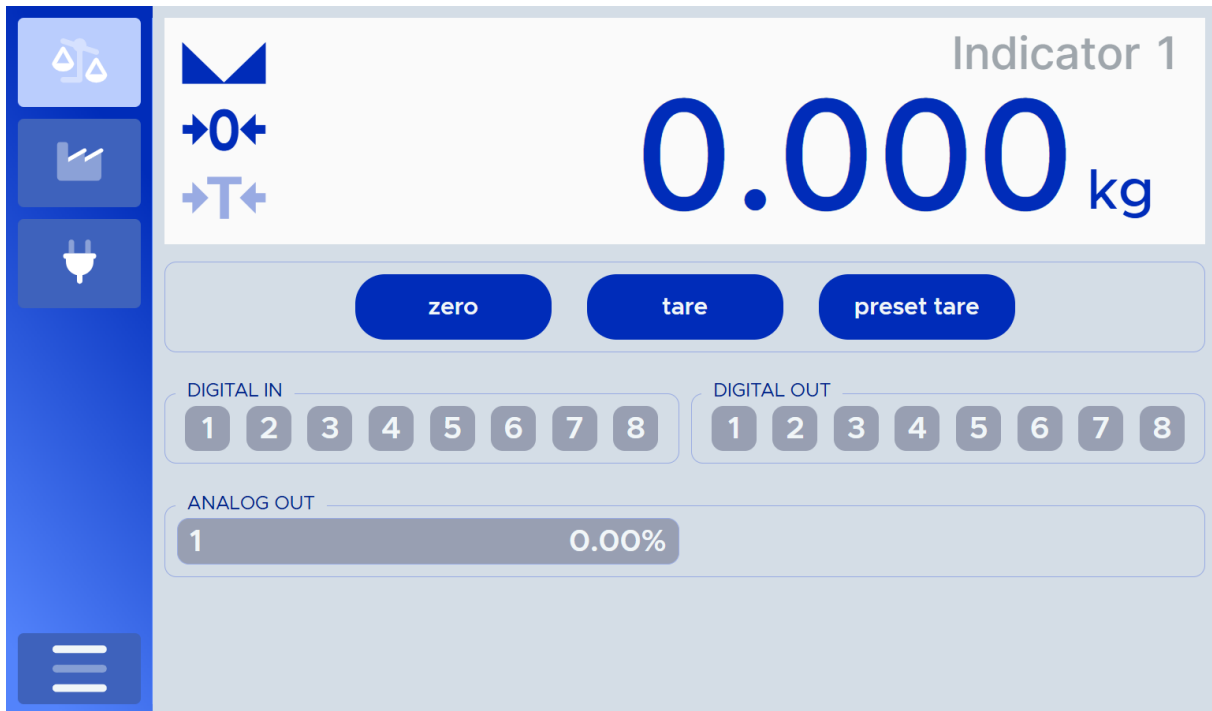 Indicator 1
→0←
→T←
0.000 kg
zero tare preset tare
DIGITAL IN
1 2 3 4 5 6 7 8
DIGITAL OUT
1 2 3 4 5 6 7 8
ANALOG OUT
1 0.00%